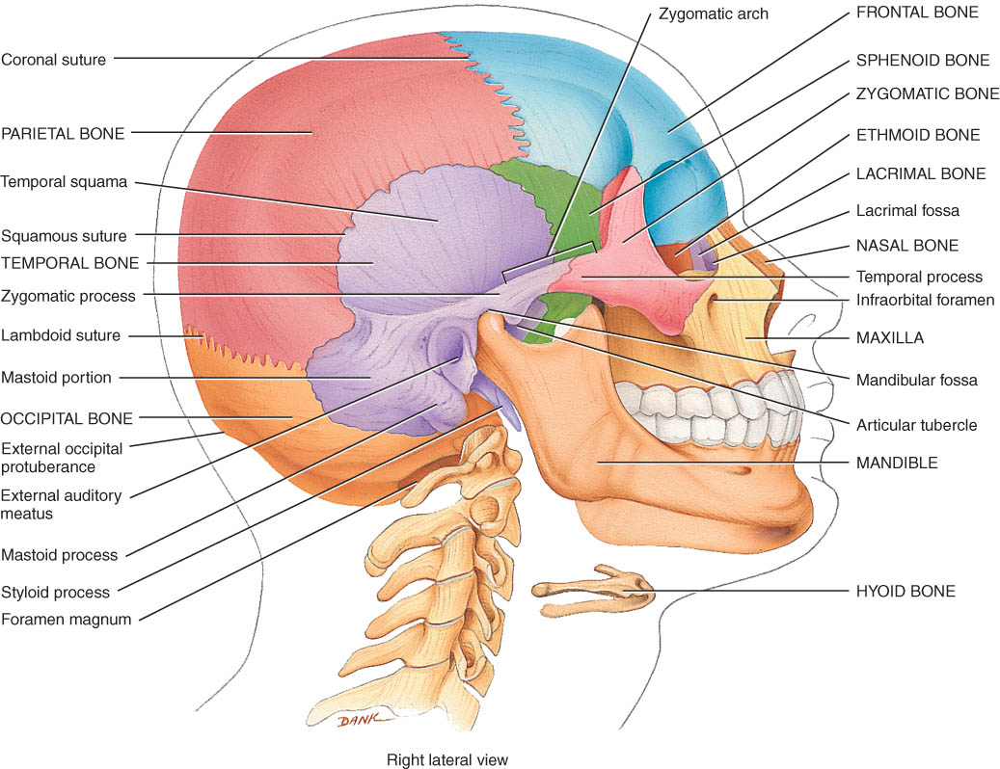 Zygomatic arch
Coronal suture
PARIETAL BONE
Temporal squama
Squamous suture
TEMPORAL BONE
Zygomatic process
Lambdoid suture
Mastoid portion
OCCIPITAL BONE
External occipital
protuberance
External auditory
meatus
Mastoid process
Styloid process
Foramen magnum
FRONTAL BONE
SPHENOID BONE
ZYGOMATIC BONE
ETHMOID BONE
LACRIMAL BONE
Lacrimal fossa
NASAL BONE
Temporal process
Infraorbital foramen
MAXILLA
Mandibular fossa
Articular tubercle
MANDIBLE
HYOID BONE
DANK
Right lateral view